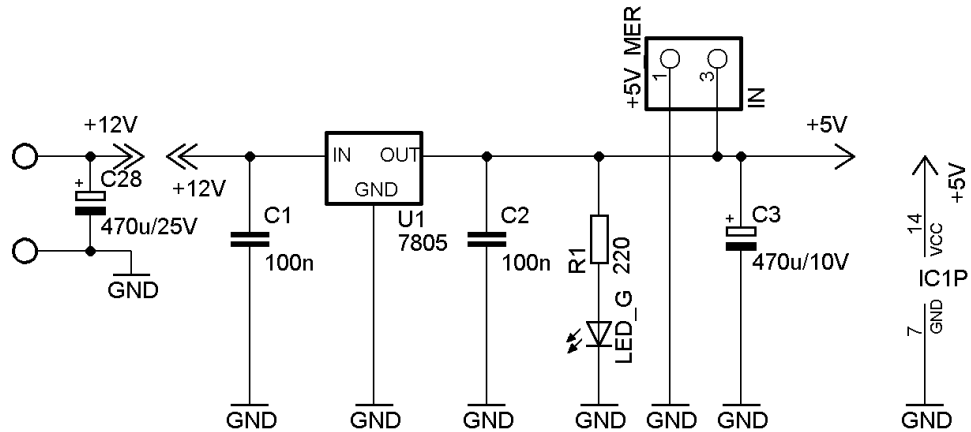 +5V_MER
1
3
IN
+12V
+12V
+5V
+5V
+
C28
470u/25V
GND
C1
100n
IN OUT
GND
U1
7805
C2
100n
R1
220
LED_G
+
C3
470u/10V
14
VCC
IC1P
7
GND
GND
GND
GND
GND
GND
GND
GND